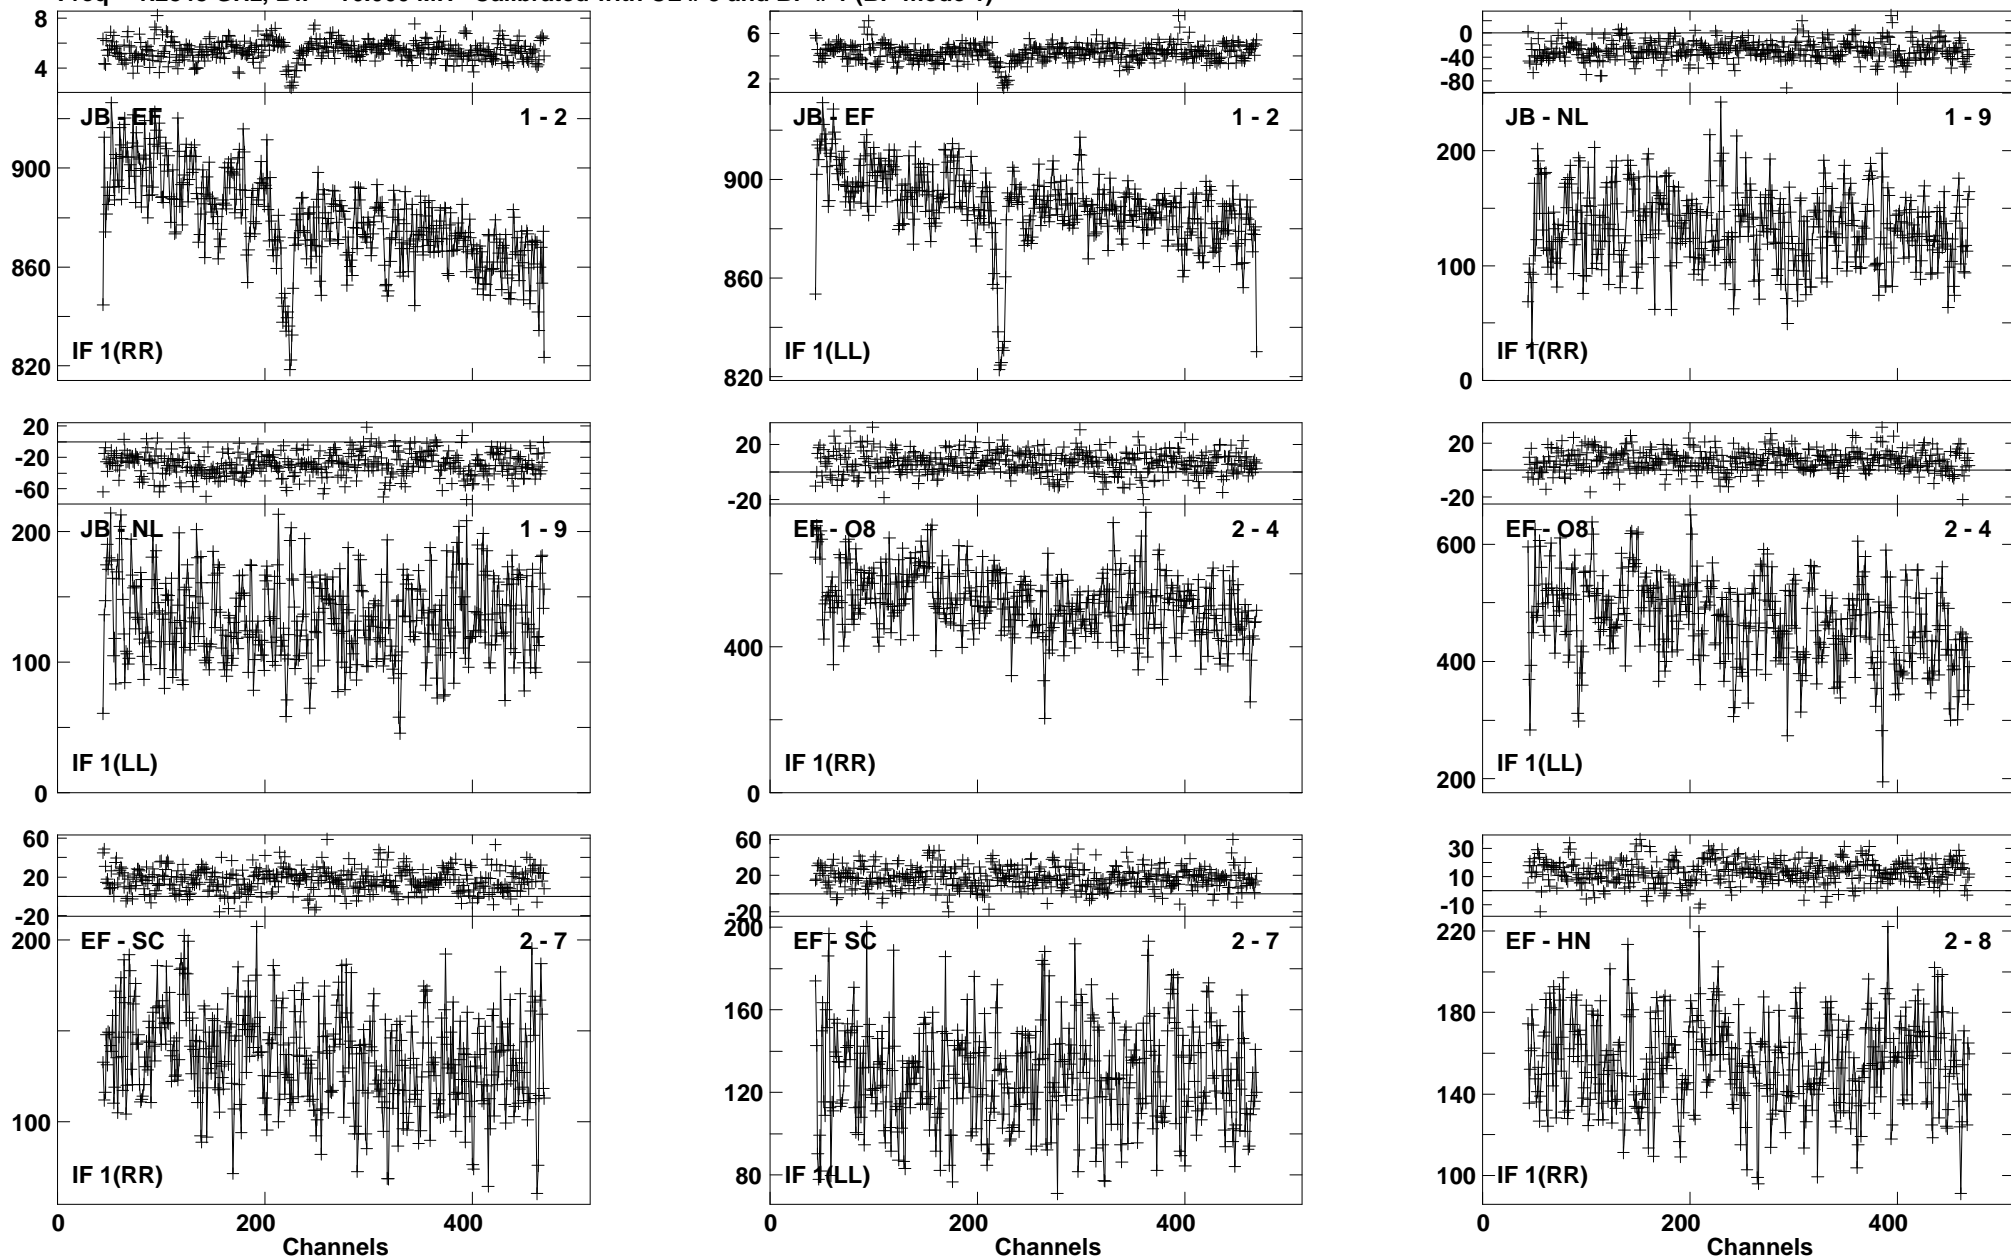 8
4
JB - EF
1 - 2
900
860
820
IF 1(RR)
6
2
JB - EF
1 - 2
900
860
820
IF 1(LL)
0
-40
-80
JB - NL
1 - 9
200
100
0
IF 1(RR)
20
-20
-60
JB - NL
1 - 9
200
100
0
IF 1(LL)
20
-20
EF - O8
2 - 4
400
0
IF 1(RR)
20
-20
EF - O8
2 - 4
600
400
200
IF 1(LL)
60
20
-20
EF - SC
2 - 7
200
100
IF 1(RR)
0
200
400
Channels
60
20
-20
EF - SC
2 - 7
200
160
120
80
IF 1(LL)
0
200
400
Channels
30
10
-10
EF - HN
2 - 8
220
180
140
100
IF 1(RR)
0
200
400
Channels